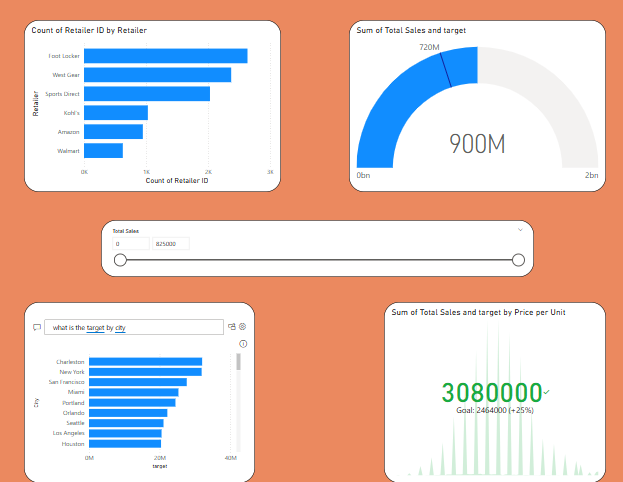 Count of Retailer ID by Retailer
Retailer
Foot Locker
West Gear
Sports Direct
Kohl's
Amazon
Walmart
0K 1K 2K 3K
Count of Retailer ID
Sum of Total Sales and target
720M
900M
0bn 2bn
Total Sales
0 825000
what is the target by city
City
Charleston
New York
San Francisco
Miami
Portland
Orlando
Seattle
Los Angeles
Houston
0M 20M 40M
target
Sum of Total Sales and target by Price per Unit
3080000
Goal: 2464000 (+25%)